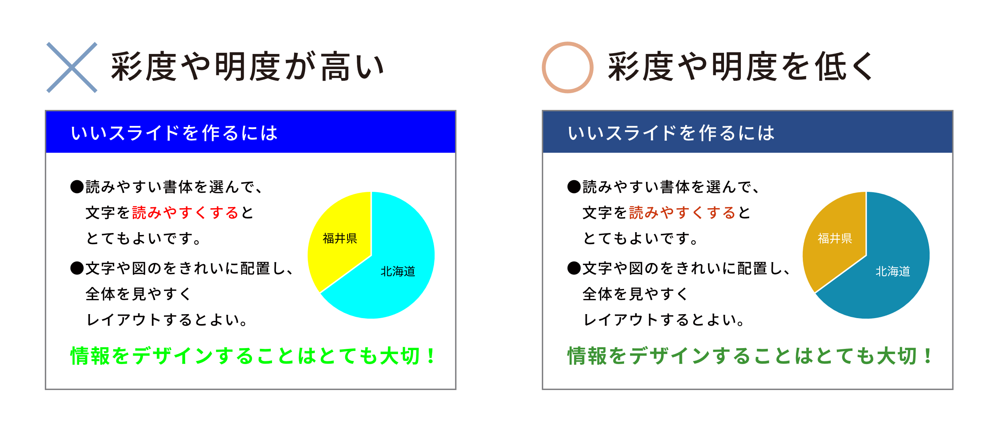 彩度や明度が高い
いいスライドを作るには
●読みやすい書体を選んで、
文字を読みやすくすると
とてもよいです。
●文字や図のをきれいに配置し、
全体を見やすく
レイアウトするとよい。
福井県
北海道
情報をデザインすることはとても大切！
彩度や明度を低く
いいスライドを作るには
●読みやすい書体を選んで、
文字を読みやすくすると
とてもよいです。
●文字や図のきれいに配置し、
全体を見やすく
レイアウトするとよい。
福井県
北海道
情報をデザインすることはとても大切！